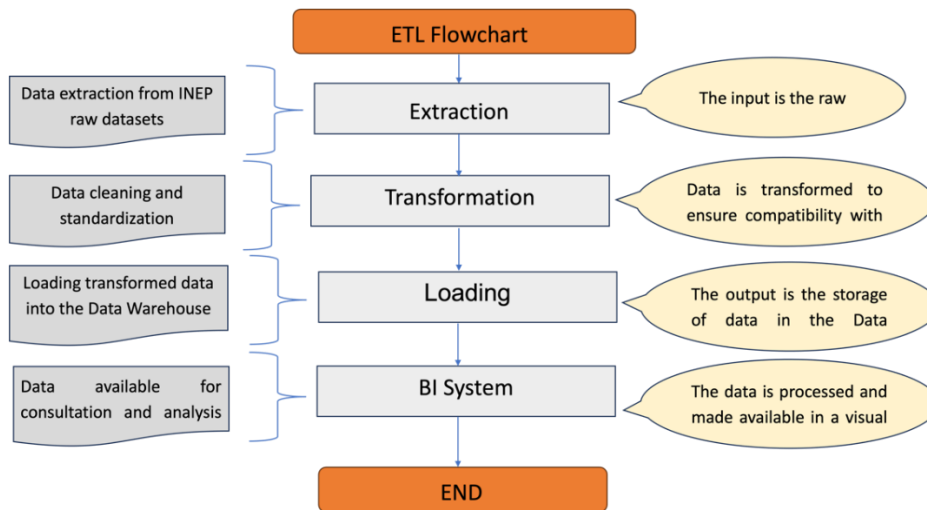 ETL Flowchart
Data extraction from INEP
raw datasets
Extraction
The input is the raw
Data cleaning and
standardization
Transformation
Data is transformed to
ensure compatibility with
Loading transformed data
into the Data Warehouse
Loading
The output is the storage
of data in the Data
Data available for
consultation and analysis
BI System
The data is processed and
made available in a visual
END